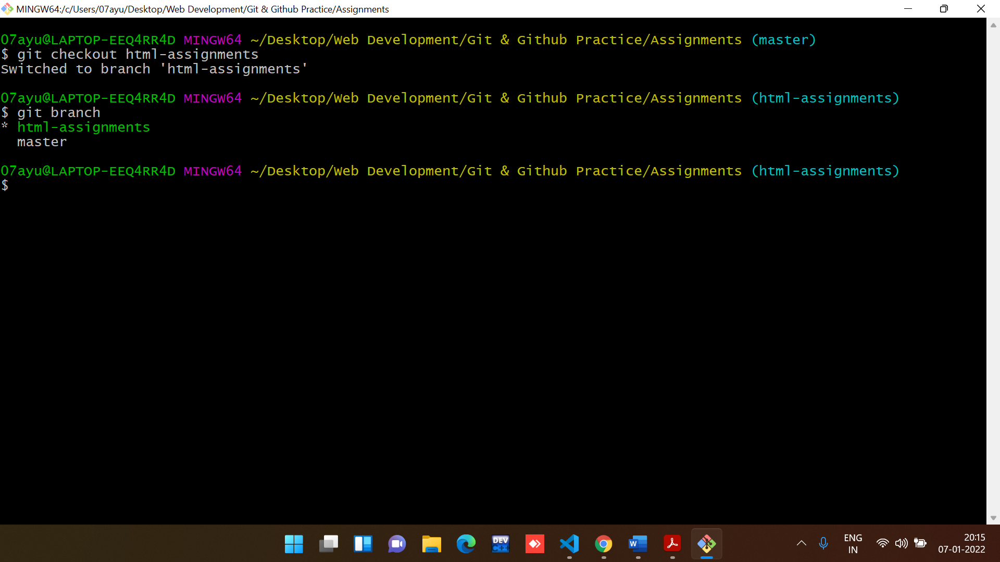 MINGW64:/c/Users/07ayu/Desktop/Web Development/Git & Github Practice/Assignments
07ayu@LAPTOP-EEQ4RR4D MINGW64 ~/Desktop/Web Development/Git & Github Practice/Assignments (master)
$ git checkout html-assignments
Switched to branch 'html-assignments'
07ayu@LAPTOP-EEQ4RR4D MINGW64 ~/Desktop/Web Development/Git & Github Practice/Assignments (html-assignments)
$ git branch
* html-assignments
master
07ayu@LAPTOP-EEQ4RR4D MINGW64 ~/Desktop/Web Development/Git & Github Practice/Assignments (html-assignments)
$
DEV
C++
W
ENG
IN
20:15
07-01-2022